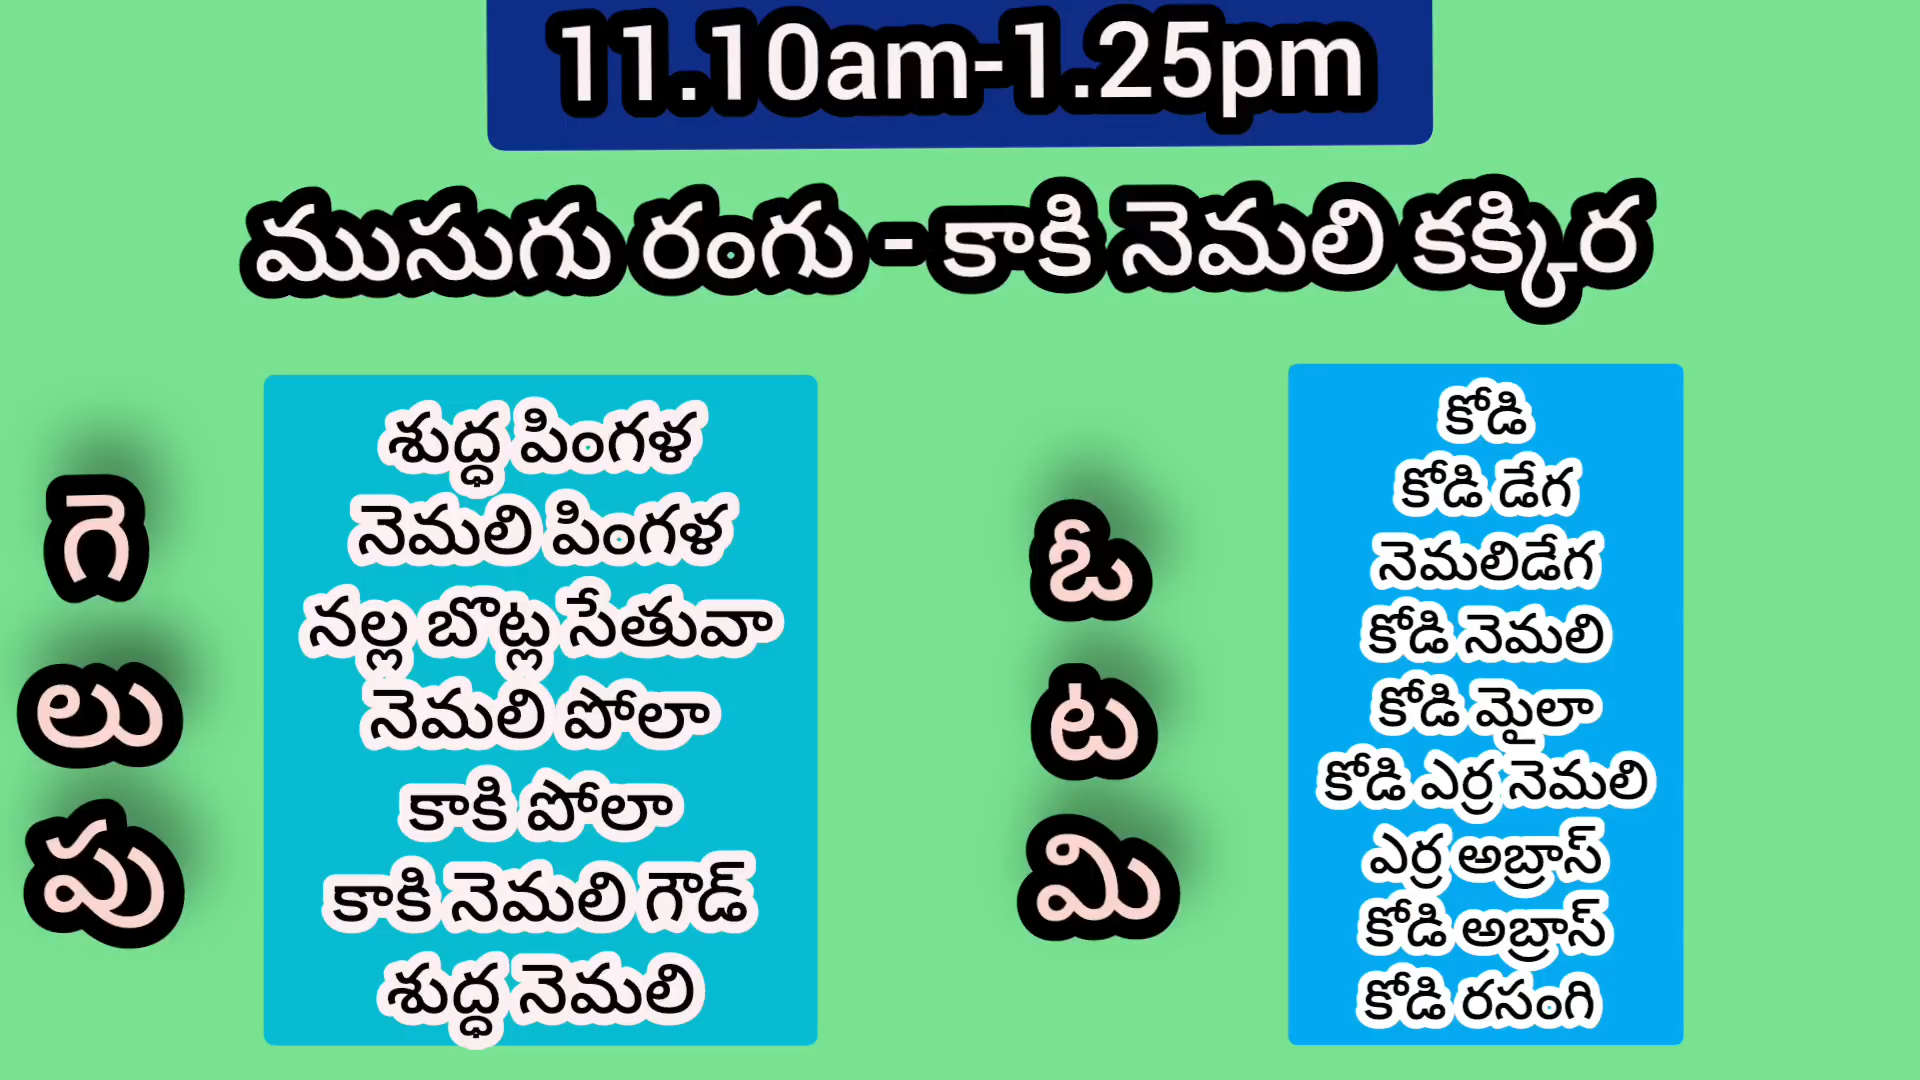 11.10am-1.25pm
ముసుగు రంగు - కాకి నెమలి కక్కిర
గెలుపు
శుద్ధ పింగళ
నెమలి పింగళ
నల్ల బొట్ల సేతువా
నెమలి పోలా
కాకి పోలా
కాకి నెమలి గౌడ్
శుద్ధ నెమలి
ఓటమి
కోడి
కోడి డేగ
నెమలిడేగ
కోడి నెమలి
కోడి మైలా
కోడి ఎర్ర నెమలి
ఎర్ర అబ్రాస్
కోడి అబ్రాస్
కోడి రసంగి